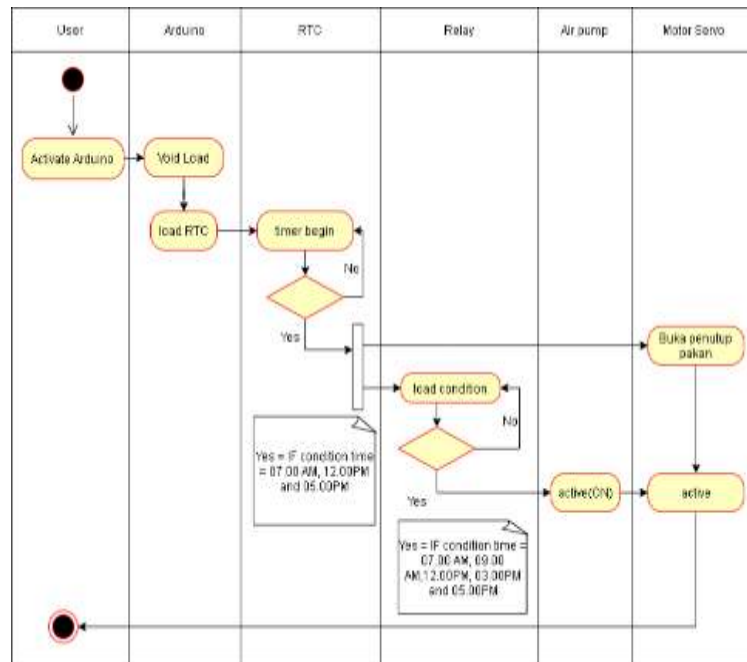 User
Arduino
RTC
Relay
Air pump
Motor Servo
Activate Arduino
Void Load
load RTC
timer begin
No
Yes
Buka penutup
pakan
load condition
No
Yes = IF condition time
= 07.00 AM, 12.00PM
and 05.00PM
Yes
active(ON)
active
Yes = IF condition time =
07.00 AM, 09.00
AM,12.00PM, 03.00PM
and 05.00PM